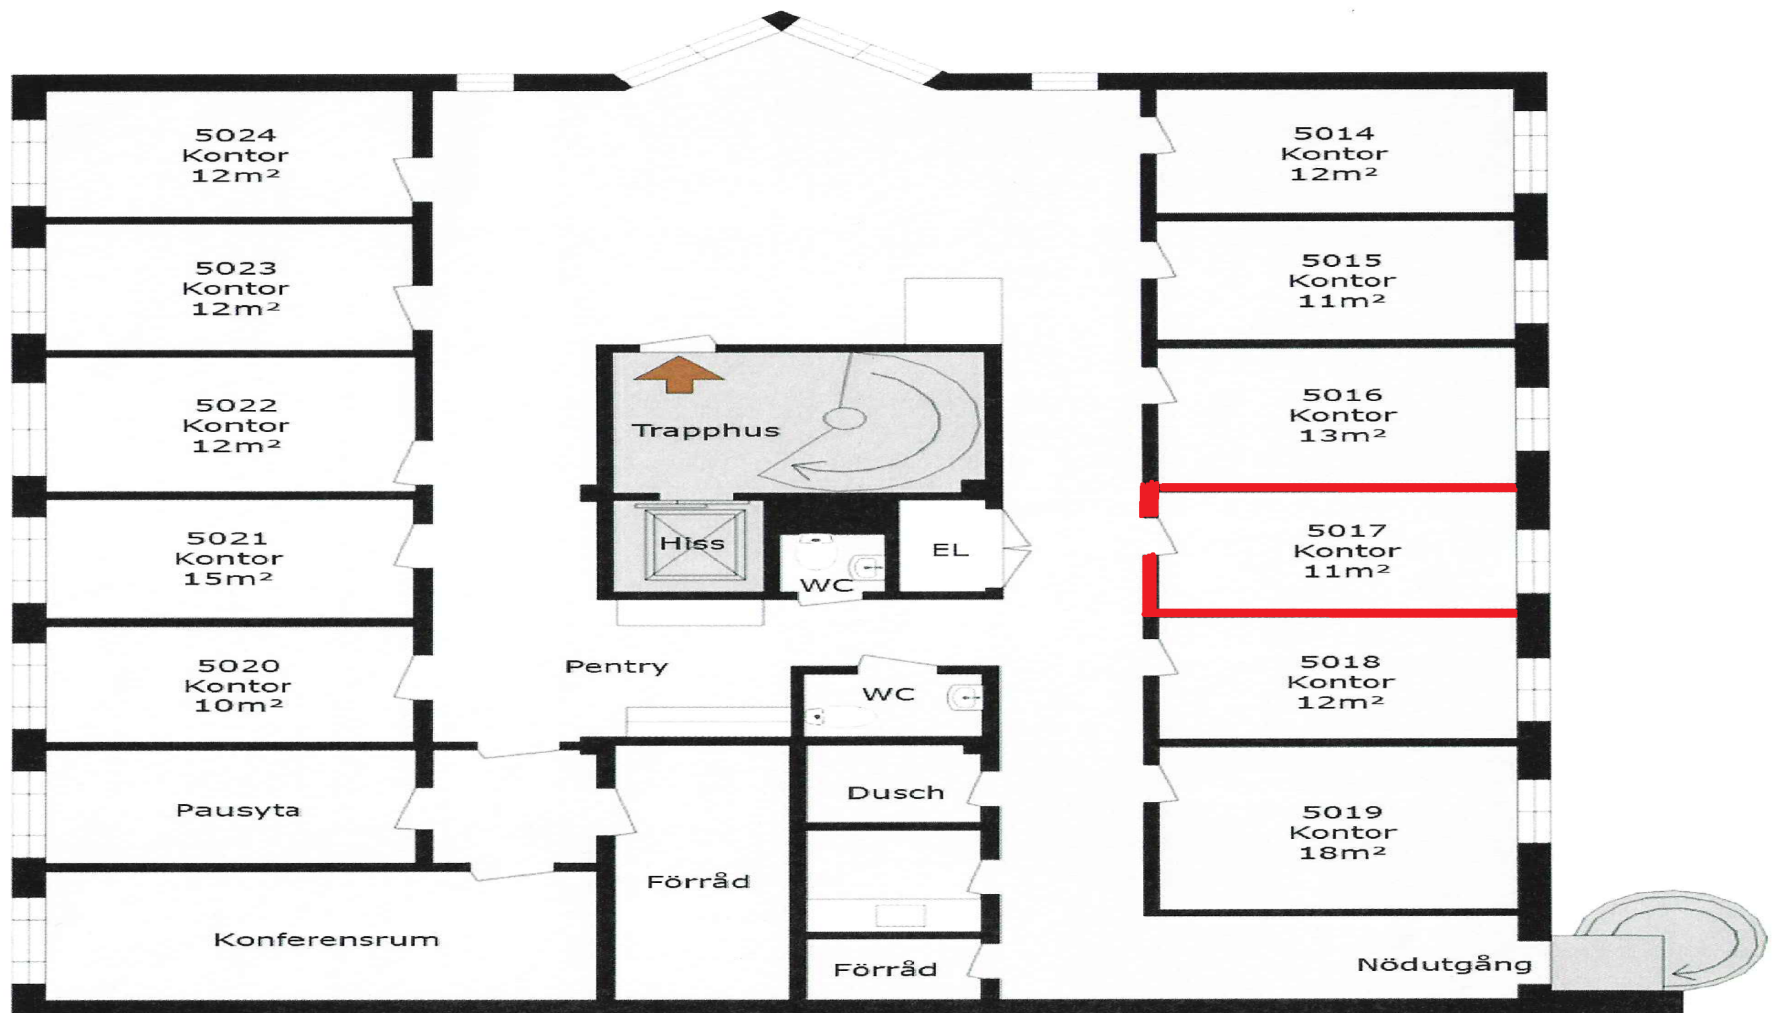 5024
Kontor
12m²
5023
Kontor
12m²
5022
Kontor
12m²
5021
Kontor
15m²
5020
Kontor
10m²
Pausyta
Konferensrum
Trapphus
Hiss
WC
EL
Pentry
WC
Dusch
Förråd
Förråd
5014
Kontor
12m²
5015
Kontor
11m²
5016
Kontor
13m²
5017
Kontor
11m²
5018
Kontor
12m²
5019
Kontor
18m²
Nödutgång